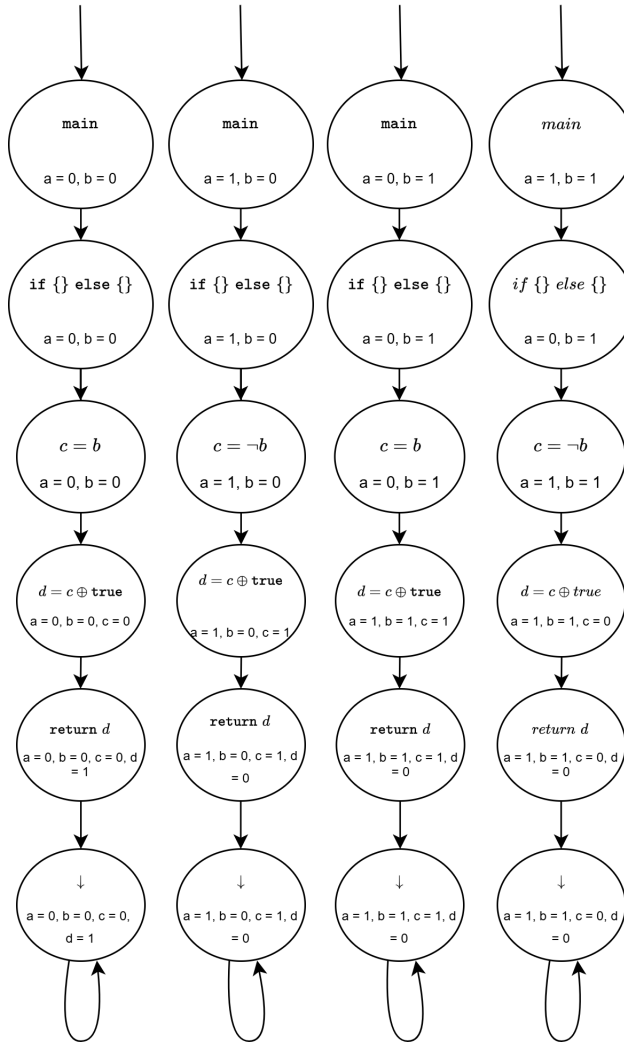 main
a = 0, b = 0
main
a = 1, b = 0
main
a = 0, b = 1
main
a = 1, b = 1
if {} else {}
a = 0, b = 0
if {} else {}
a = 1, b = 0
if {} else {}
a = 0, b = 1
if {} else {}
a = 0, b = 1
c = b
a = 0, b = 0
c = ¬b
a = 1, b = 0
c = b
a = 0, b = 1
c = ¬b
a = 1, b = 1
d = c ⊕ true
a = 0, b = 0, c = 0
d = c ⊕ true
a = 1, b = 0, c = 1
d = c ⊕ true
a = 1, b = 1, c = 1
d = c ⊕ true
a = 1, b = 1, c = 0
return d
a = 0, b = 0, c = 0, d
= 1
return d
a = 1, b = 0, c = 1, d
= 0
return d
a = 1, b = 1, c = 1, d
= 0
return d
a = 1, b = 1, c = 0, d
= 0
↓
a = 0, b = 0, c = 0,
d = 1
↓
a = 1, b = 0, c = 1, d
= 0
↓
a = 1, b = 1, c = 1, d
= 0
↓
a = 1, b = 1, c = 0, d
= 0